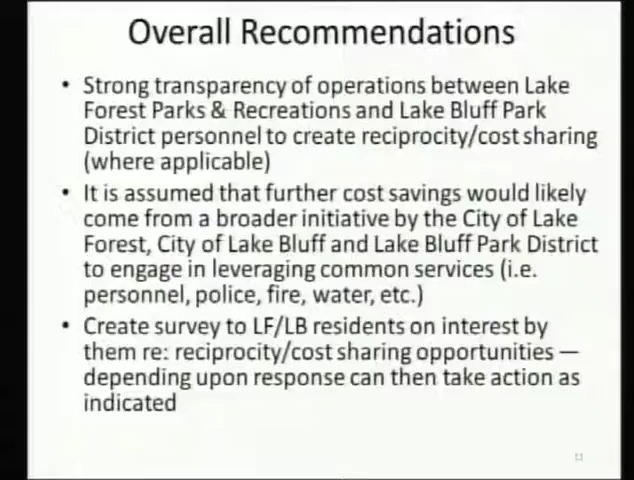 Overall Recommendations
• Strong transparency of operations between Lake
Forest Parks & Recreations and Lake Bluff Park
District personnel to create reciprocity/cost sharing
(where applicable)
• It is assumed that further cost savings would likely
come from a broader initiative by the City of Lake
Forest, City of Lake Bluff and Lake Bluff Park District
to engage in leveraging common services (i.e.
personnel, police, fire, water, etc.)
• Create survey to LF/LB residents on interest by
them re: reciprocity/cost sharing opportunities —
depending upon response can then take action as
indicated